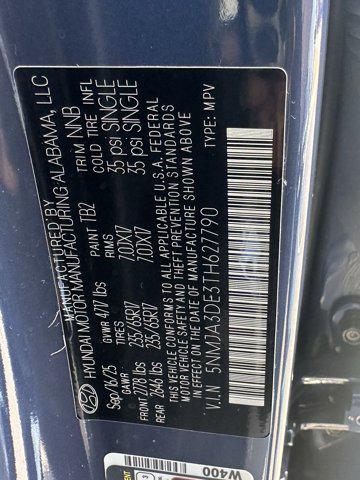 MANUFACTURED BY
HYUNDAI MOTOR MANUFACTURING ALABAMA, LLC
Sep/16/25 PAINT TB2 TRIM NNB
GVWR 4717 lbs
GAWR TIRES RIMS COLD TIRE INFL
FRONT 2778 lbs 235/65R17 7.0JX17 35 psi SINGLE
REAR 2646 lbs 235/65R17 7.0JX17 35 psi SINGLE
THIS VEHICLE CONFORMS TO ALL APPLICABLE U.S.A. FEDERAL
MOTOR VEHICLE SAFETY, BUMPER, AND THEFT PREVENTION STANDARDS
IN EFFECT ON THE DATE OF MANUFACTURE SHOWN ABOVE
V.I.N 5NMJA3DE3TH627790 TYPE: MPV
W400